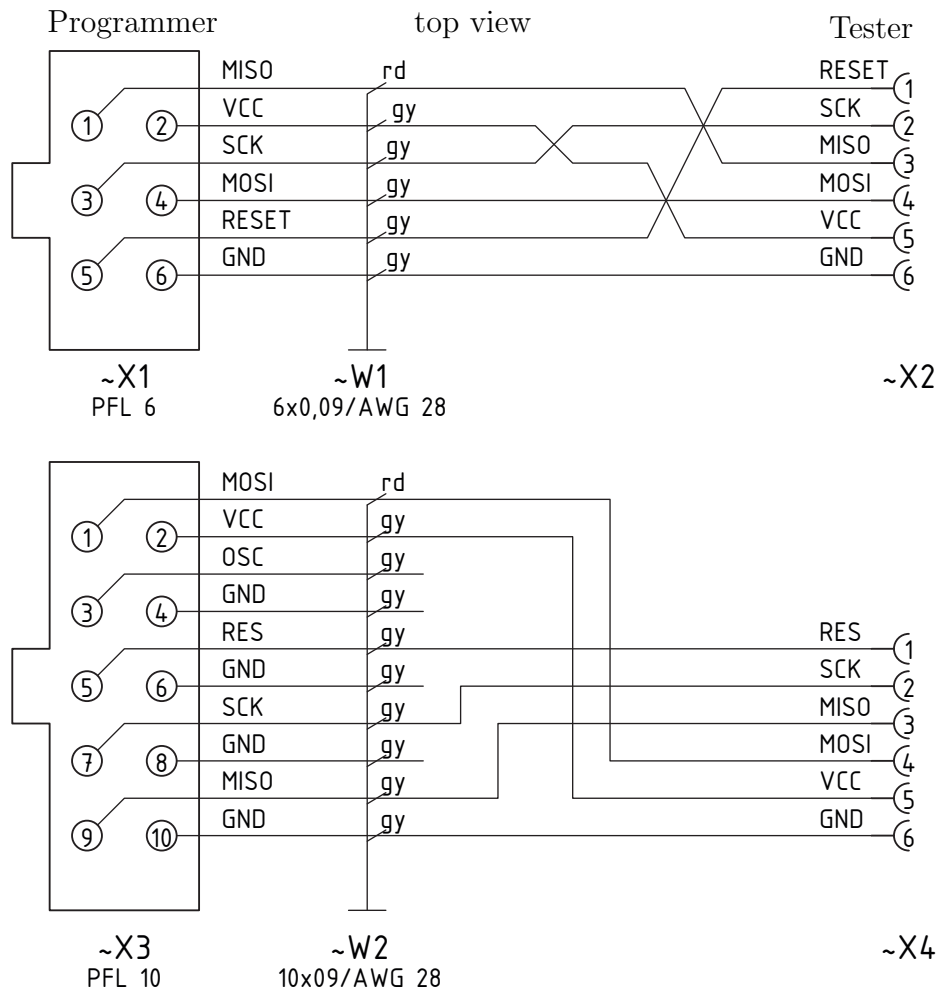 Programmer top view Tester
MISO rd RESET 1
1 2 VCC gy SCK 2
SCK gy MISO 3
3 4 MOSI gy MOSI 4
RESET gy VCC 5
5 6 GND gy GND 6
~X1 ~W1 ~X2
PFL 6 6x0,09/AWG 28
MOSI rd
1 2 VCC gy
OSC gy
3 4 GND gy
RES gy RES 1
5 6 GND gy SCK 2
SCK gy MISO 3
7 8 GND gy MOSI 4
MISO gy VCC 5
9 10 GND gy GND 6
~X3 ~W2 ~X4
PFL 10 10x09/AWG 28